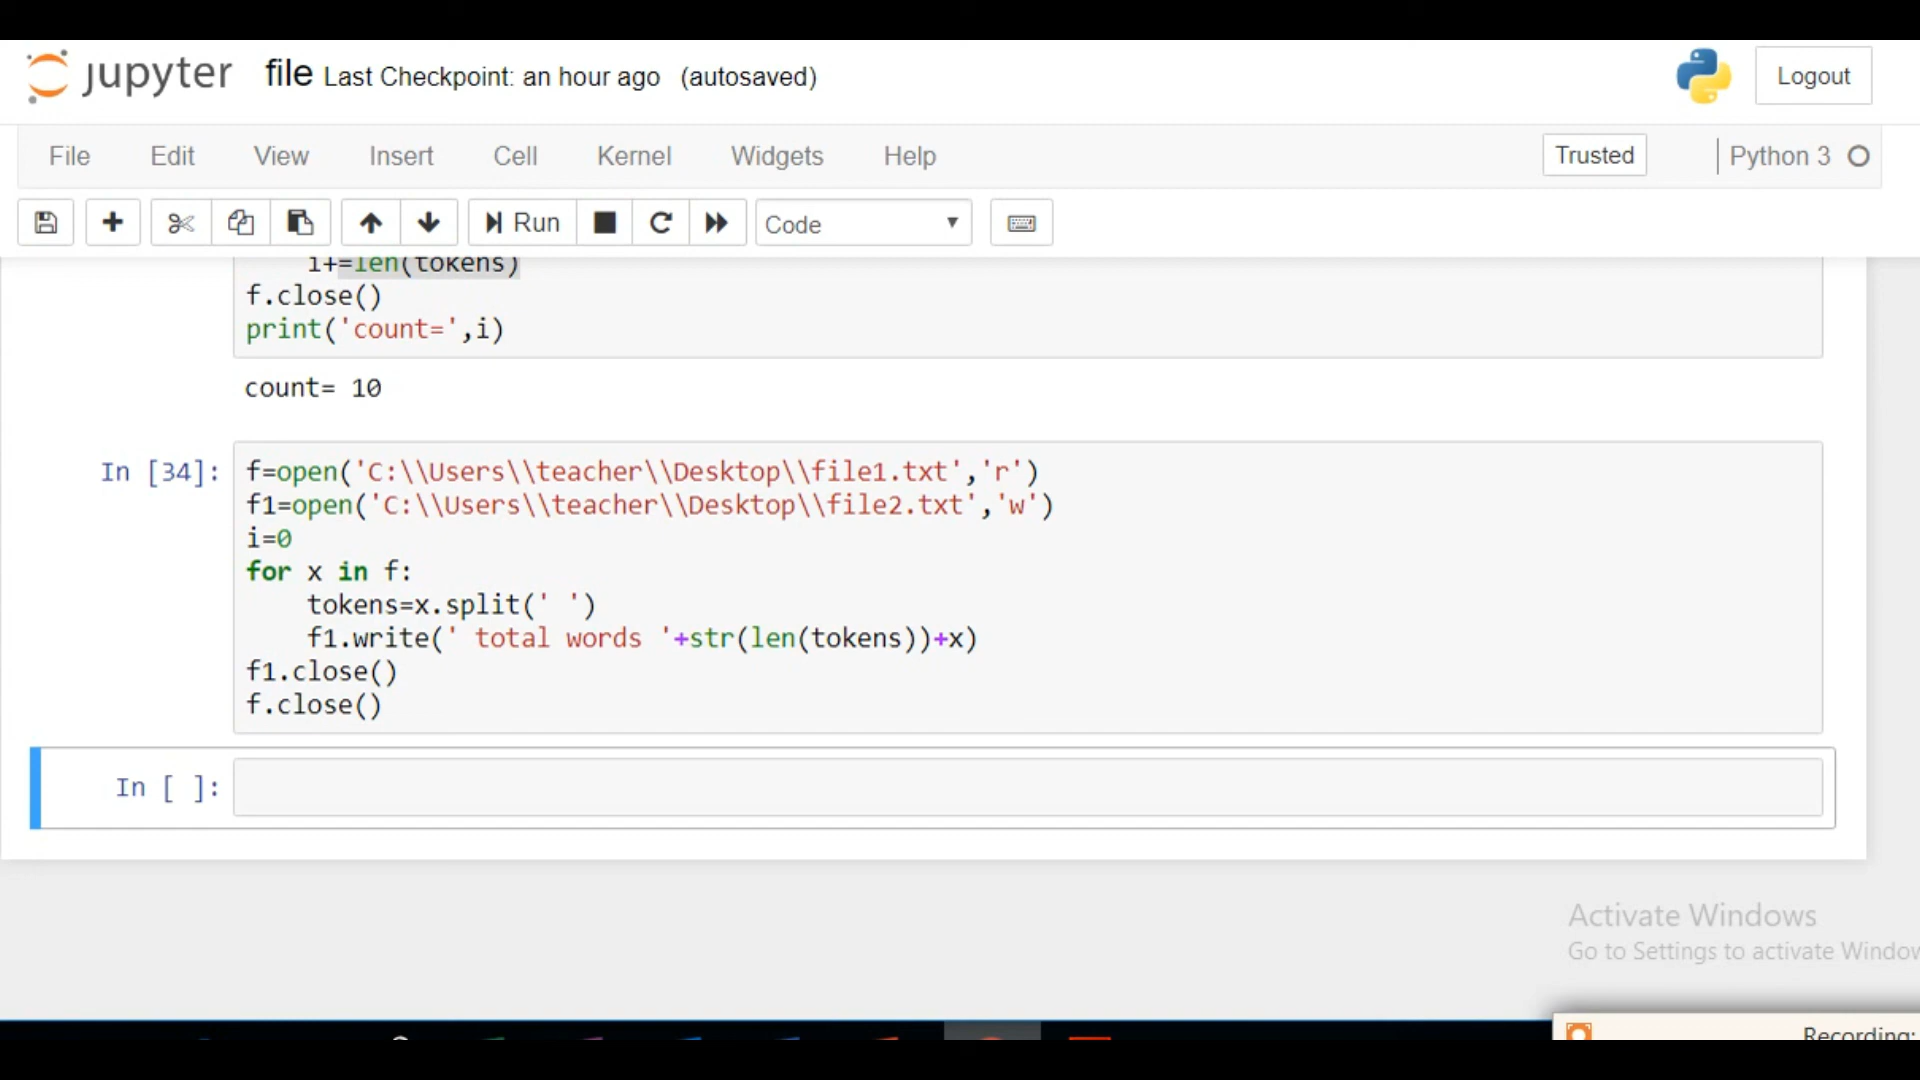 jupyter file Last Checkpoint: an hour ago (autosaved) Logout
File Edit View Insert Cell Kernel Widgets Help Trusted Python 3
Run Code
i+=len(tokens)
f.close()
print('count=',i)
count= 10
In [34]: f=open('C:\\Users\\teacher\\Desktop\\file1.txt','r')
f1=open('C:\\Users\\teacher\\Desktop\\file2.txt','w')
i=0
for x in f:
    tokens=x.split(' ')
    f1.write(' total words '+str(len(tokens))+x)
f1.close()
f.close()
In [ ]:
Activate Windows
Go to Settings to activate Window
Recording: